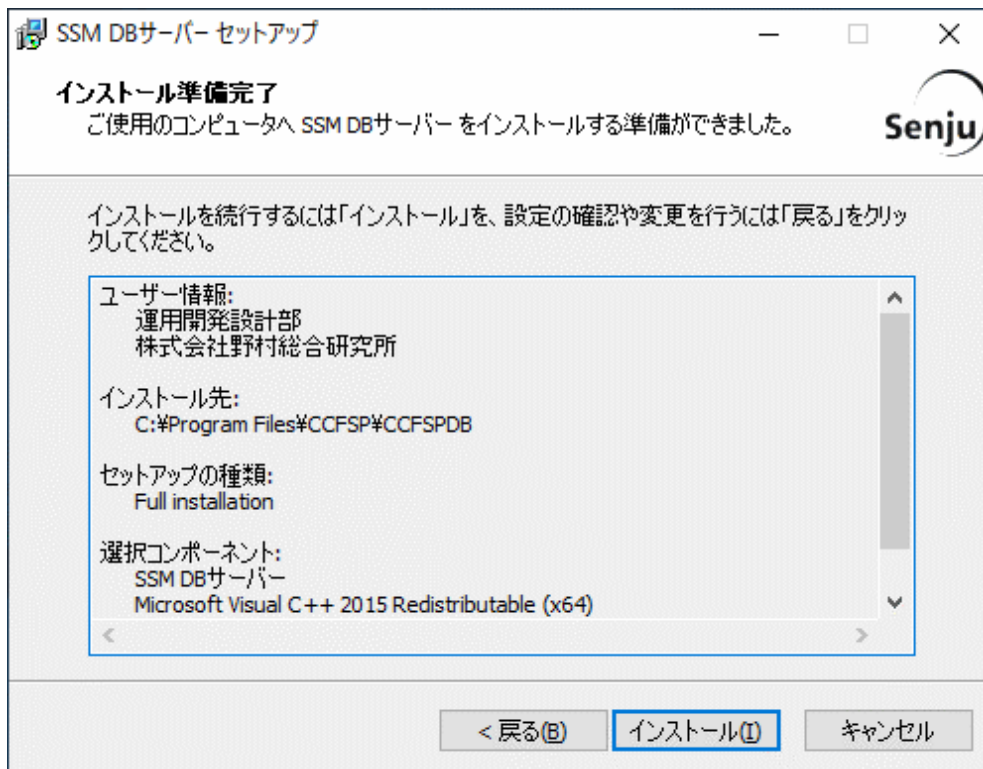 SSM DBサーバー セットアップ
インストール準備完了
ご使用のコンピュータへ SSM DBサーバー をインストールする準備ができました。
Senju
インストールを続行するには「インストール」を、設定の確認や変更を行うには「戻る」をクリッ
クしてください。
ユーザー情報:
運用開発設計部
株式会社野村総合研究所
インストール先:
C:¥Program Files¥CCFSP¥CCFSPDB
セットアップの種類:
Full installation
選択コンポーネント:
SSM DBサーバー
Microsoft Visual C++ 2015 Redistributable (x64)
< 戻る(B)
インストール(I)
キャンセル